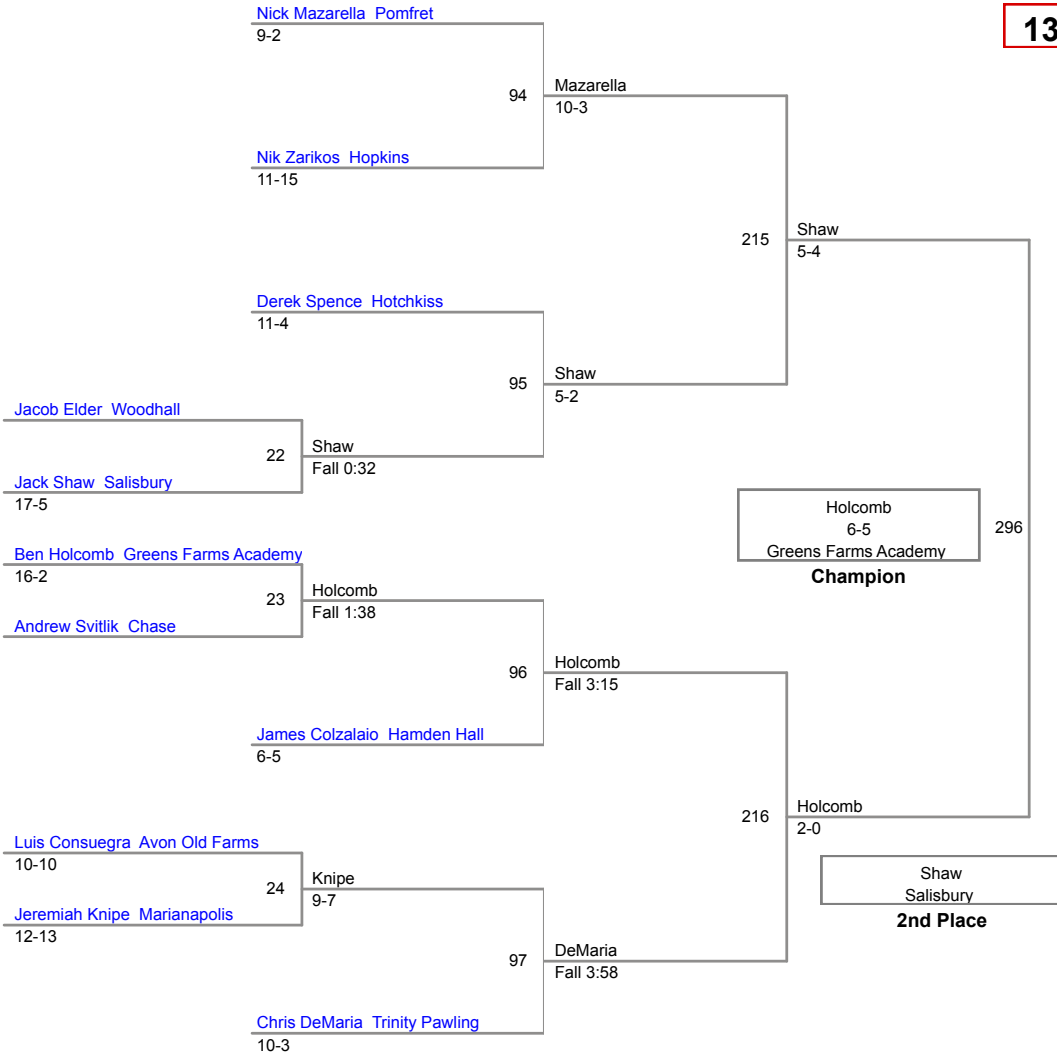 Nick Mazarella Pomfret
9-2
13
94
Mazarella
10-3
Nik Zarikos Hopkins
11-15
215
Shaw
5-4
Derek Spence Hotchkiss
11-4
95
Shaw
5-2
Jacob Elder Woodhall
22
Shaw
Fall 0:32
Jack Shaw Salisbury
17-5
Holcomb
6-5
Greens Farms Academy
Champion
296
Ben Holcomb Greens Farms Academy
16-2
23
Holcomb
Fall 1:38
Andrew Svitlik Chase
96
Holcomb
Fall 3:15
James Colzalaio Hamden Hall
6-5
216
Holcomb
2-0
Luis Consuegra Avon Old Farms
10-10
24
Knipe
9-7
Jeremiah Knipe Marianapolis
12-13
Shaw
Salisbury
2nd Place
97
DeMaria
Fall 3:58
Chris DeMaria Trinity Pawling
10-3